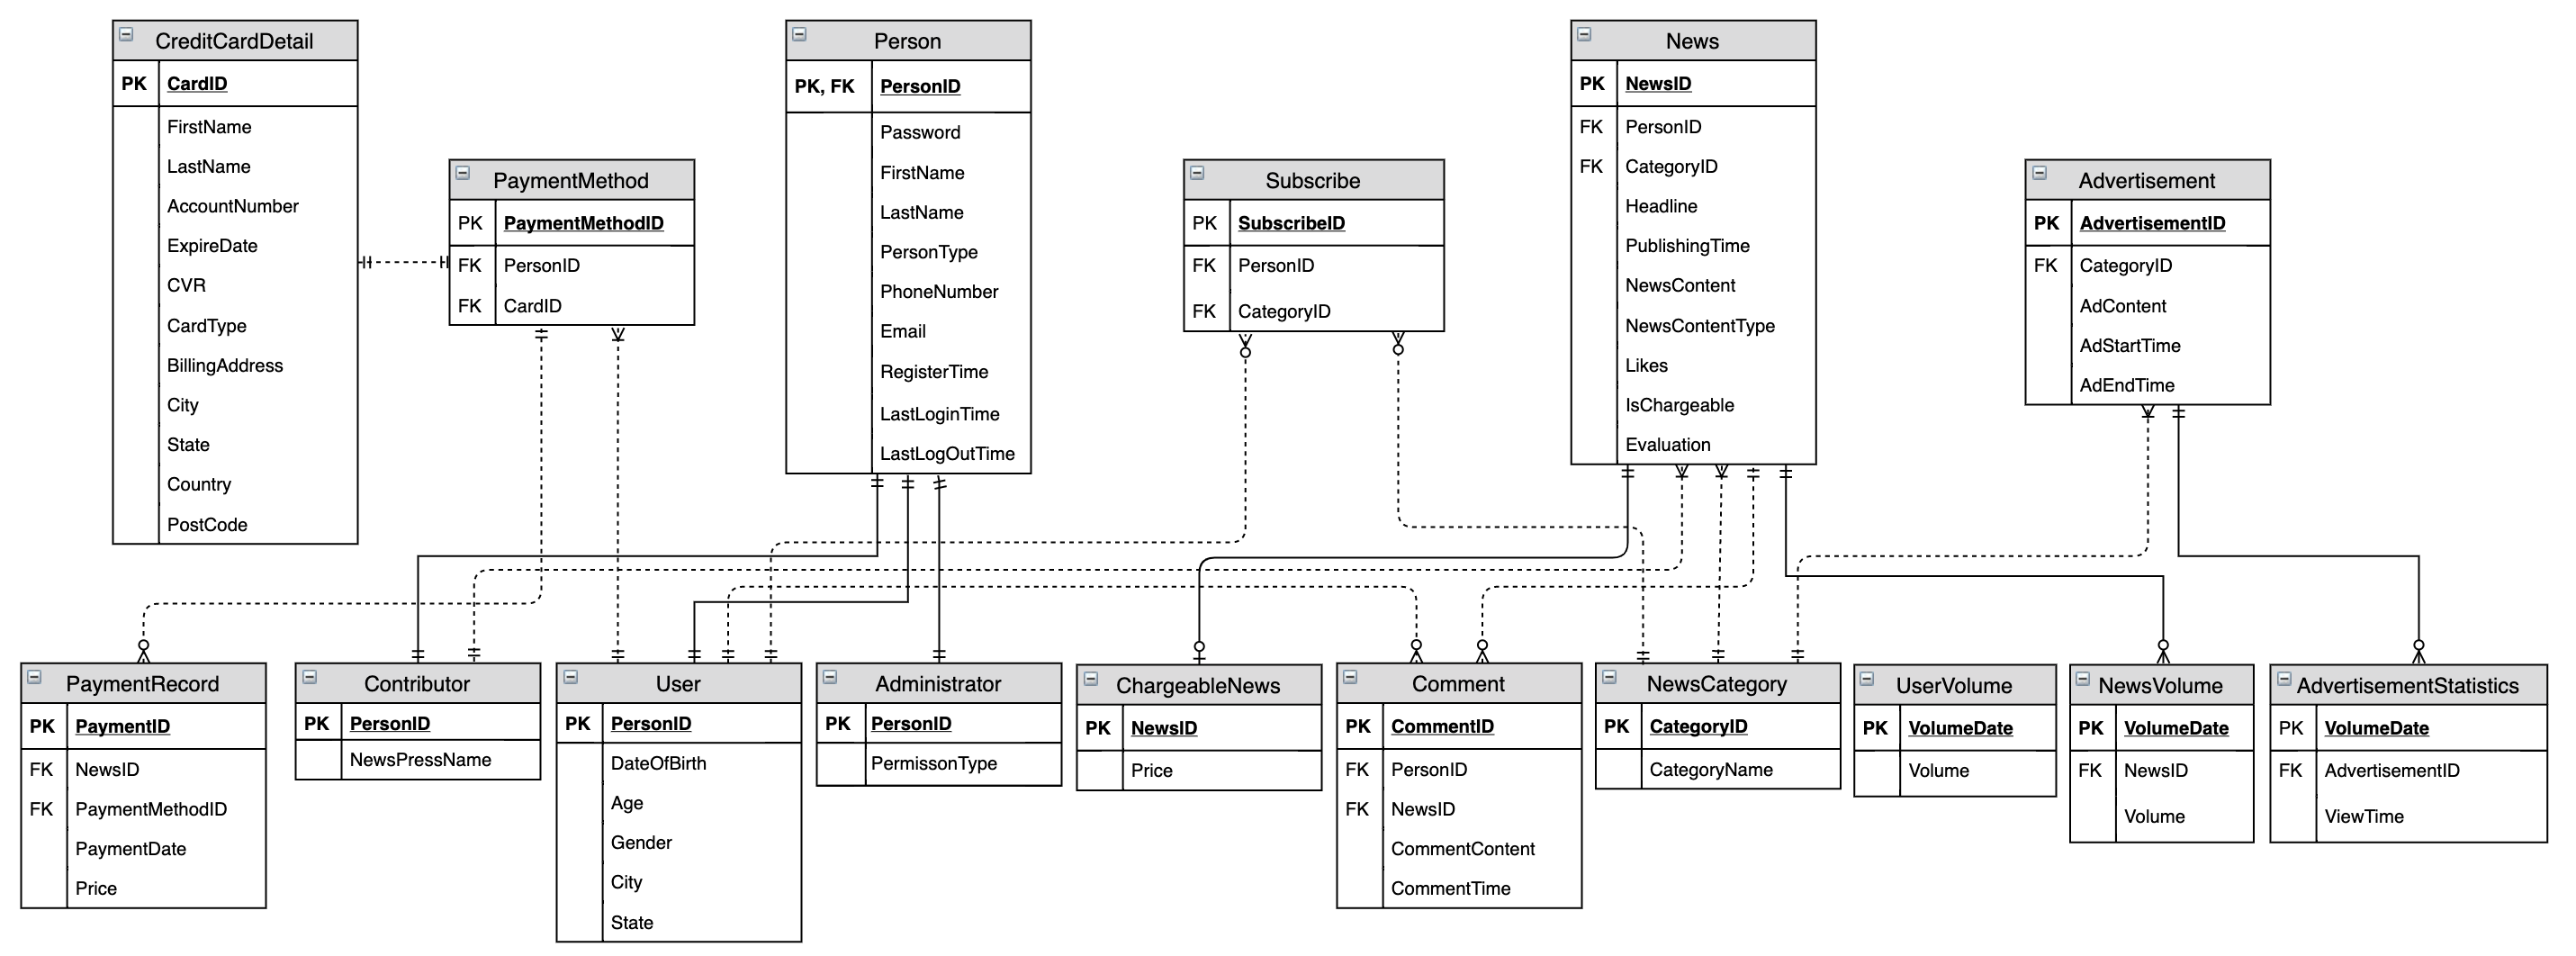 CreditCardDetail
PK CardID
FirstName
LastName
AccountNumber
ExpireDate
CVR
CardType
BillingAddress
City
State
Country
PostCode
PaymentMethod
PK PaymentMethodID
FK PersonID
FK CardID
Person
PK, FK PersonID
Password
FirstName
LastName
PersonType
PhoneNumber
Email
RegisterTime
LastLoginTime
LastLogOutTime
Subscribe
PK SubscribeID
FK PersonID
FK CategoryID
News
PK NewsID
FK PersonID
FK CategoryID
Headline
PublishingTime
NewsContent
NewsContentType
Likes
IsChargeable
Evaluation
Advertisement
PK AdvertisementID
FK CategoryID
AdContent
AdStartTime
AdEndTime
PaymentRecord
PK PaymentID
FK NewsID
FK PaymentMethodID
PaymentDate
Price
Contributor
PK PersonID
NewsPressName
User
PK PersonID
DateOfBirth
Age
Gender
City
State
Administrator
PK PersonID
PermissonType
ChargeableNews
PK NewsID
Price
Comment
PK CommentID
FK PersonID
FK NewsID
CommentContent
CommentTime
NewsCategory
PK CategoryID
CategoryName
UserVolume
PK VolumeDate
Volume
NewsVolume
PK VolumeDate
FK NewsID
Volume
AdvertisementStatistics
PK VolumeDate
FK AdvertisementID
ViewTime